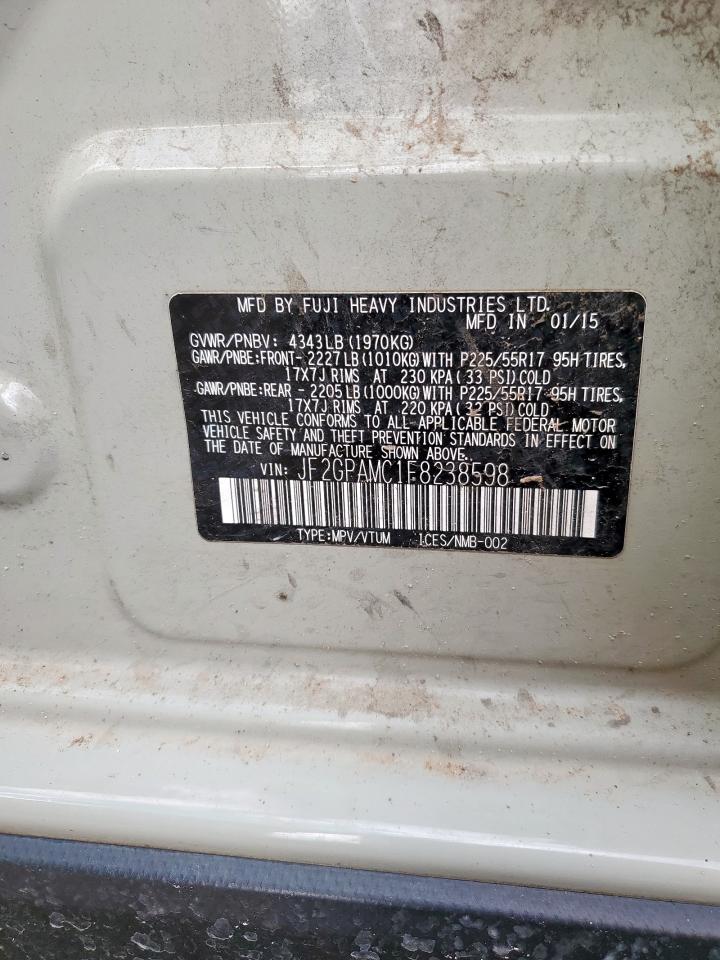 MFD BY FUJI HEAVY INDUSTRIES LTD.
MFD IN 01/15
GVWR/PNBV: 4343LB(1970KG)
GAWR/PNBE:FRONT- 2227LB(1010KG)WITH P225/55R17 95H TIRES,
17X7J RIMS AT 230 KPA(33 PSI)COLD
GAWR/PNBE:REAR - 2205LB(1000KG)WITH P225/55R17 95H TIRES,
17X7J RIMS AT 220 KPA(32 PSI)COLD
THIS VEHICLE CONFORMS TO ALL APPLICABLE FEDERAL MOTOR
VEHICLE SAFETY AND THEFT PREVENTION STANDARDS IN EFFECT ON
THE DATE OF MANUFACTURE SHOWN ABOVE.
VIN: JF2GPAMC1F8238598
TYPE:MPV/VTUM ICES/NMB-002